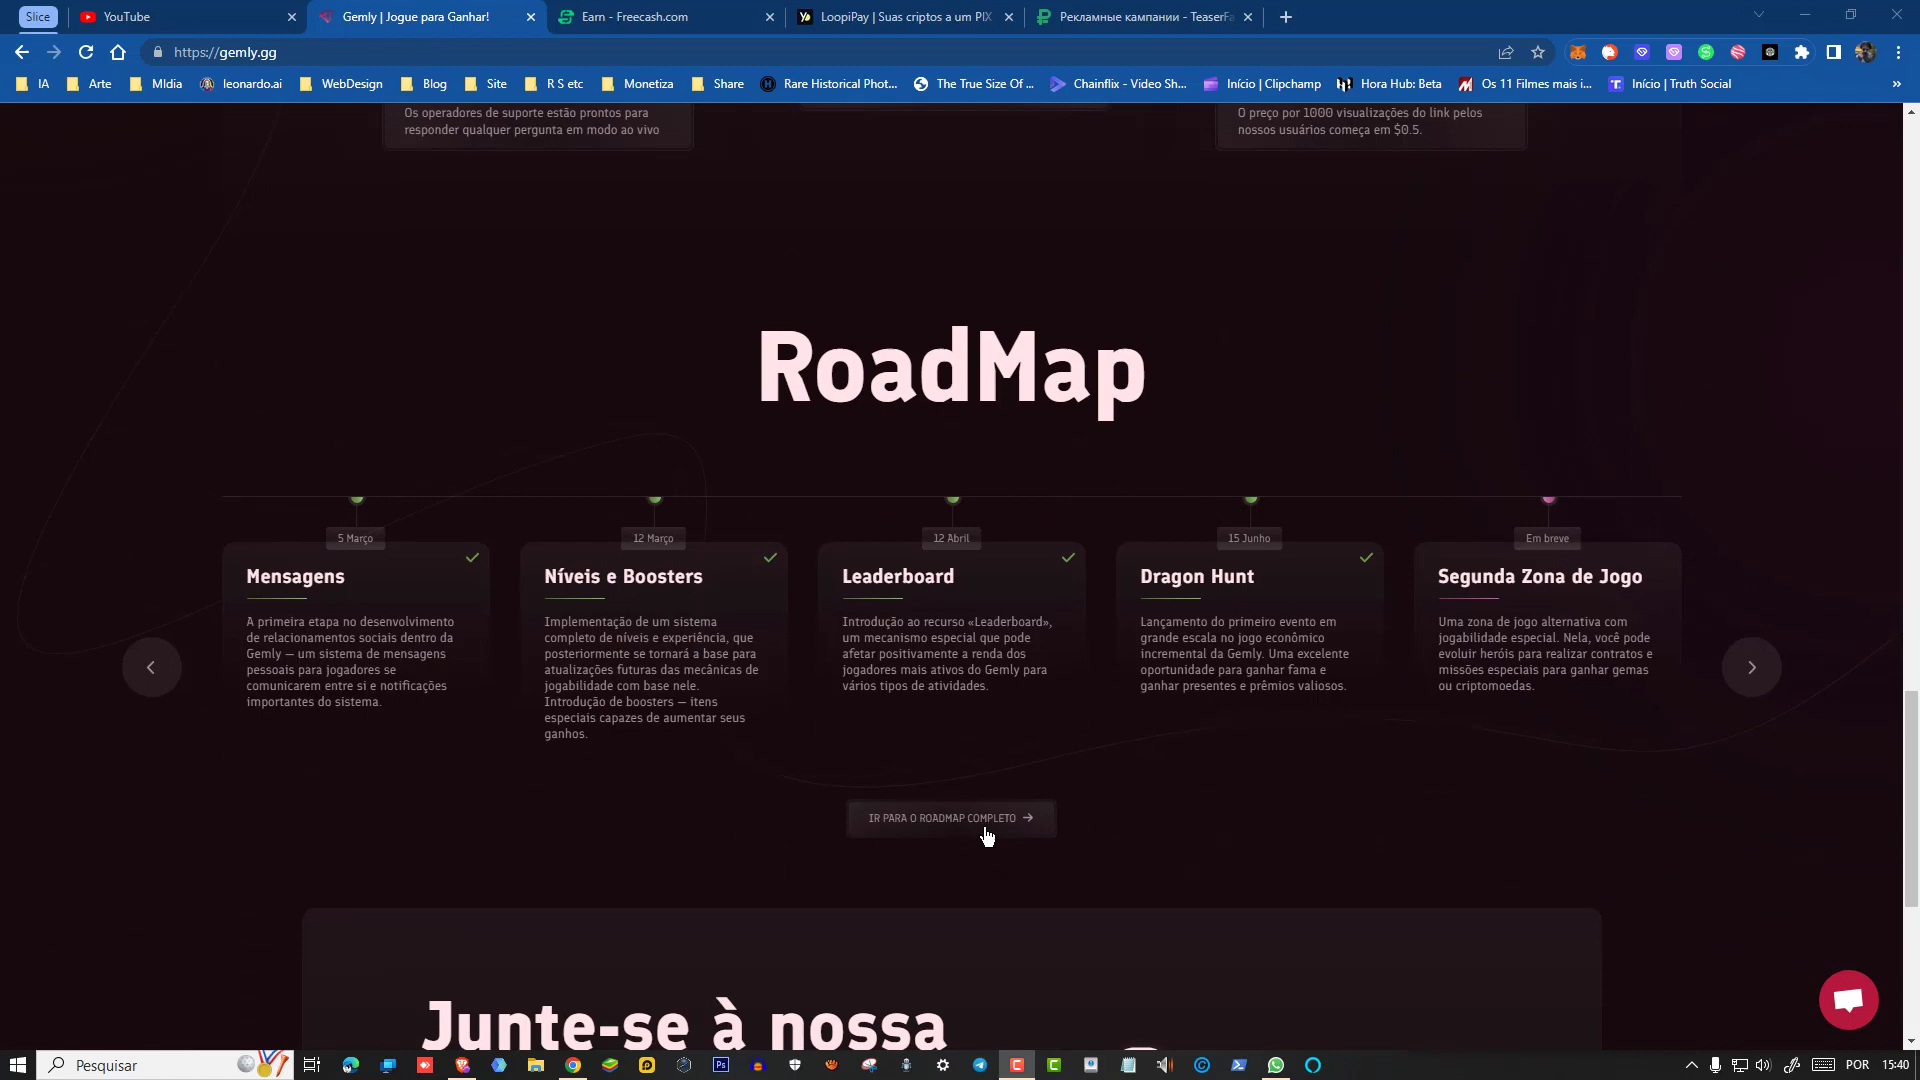 Slice
YouTube
Gemly | Jogue para Ganhar!
Earn - Freecash.com
LoopiPay | Suas criptos a um PIX
Рекламные кампании - TeaserFa
https://gemly.gg
IA
Arte
MIdia
leonardo.ai
WebDesign
Blog
Site
R S etc
Monetiza
Share
Rare Historical Phot...
The True Size Of ...
Chainflix - Video Sh...
Início | Clipchamp
Hora Hub: Beta
Os 11 Filmes mais i...
Início | Truth Social
»
Os operadores de suporte estão prontos para
responder qualquer pergunta em modo ao vivo
O preço por 1000 visualizações do link pelos
nossos usuários começa em $0.5.
RoadMap
5 Março
Mensagens
A primeira etapa no desenvolvimento
de relacionamentos sociais dentro da
Gemly — um sistema de mensagens
pessoais para jogadores se
comunicarem entre si e notificações
importantes do sistema.
12 Março
Níveis e Boosters
Implementação de um sistema
completo de níveis e experiência, que
posteriormente se tornará a base para
atualizações futuras das mecânicas de
jogabilidade com base nele.
Introdução de boosters — itens
especiais capazes de aumentar seus
ganhos.
12 Abril
Leaderboard
Introdução ao recurso «Leaderboard»,
um mecanismo especial que pode
afetar positivamente a renda dos
jogadores mais ativos do Gemly para
vários tipos de atividades.
15 Junho
Dragon Hunt
Lançamento do primeiro evento em
grande escala no jogo econômico
incremental da Gemly. Uma excelente
oportunidade para ganhar fama e
ganhar presentes e prêmios valiosos.
Em breve
Segunda Zona de Jogo
Uma zona de jogo alternativa com
jogabilidade especial. Nela, você pode
evoluir heróis para realizar contratos e
missões especiais para ganhar gemas
ou criptomoedas.
IR PARA O ROADMAP COMPLETO
Junte-se à nossa
Pesquisar
Ps
POR
15:40